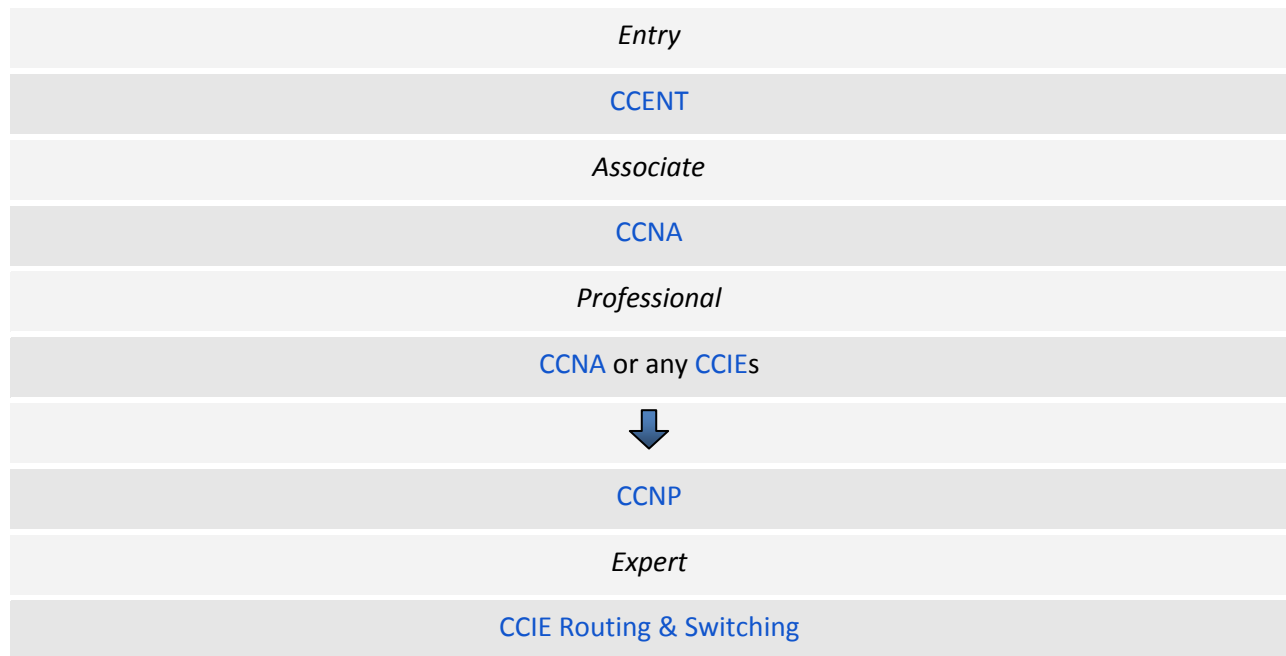 Entry
CCENT
Associate
CCNA
Professional
CCNA or any CCIEs
CCNP
Expert
CCIE Routing & Switching